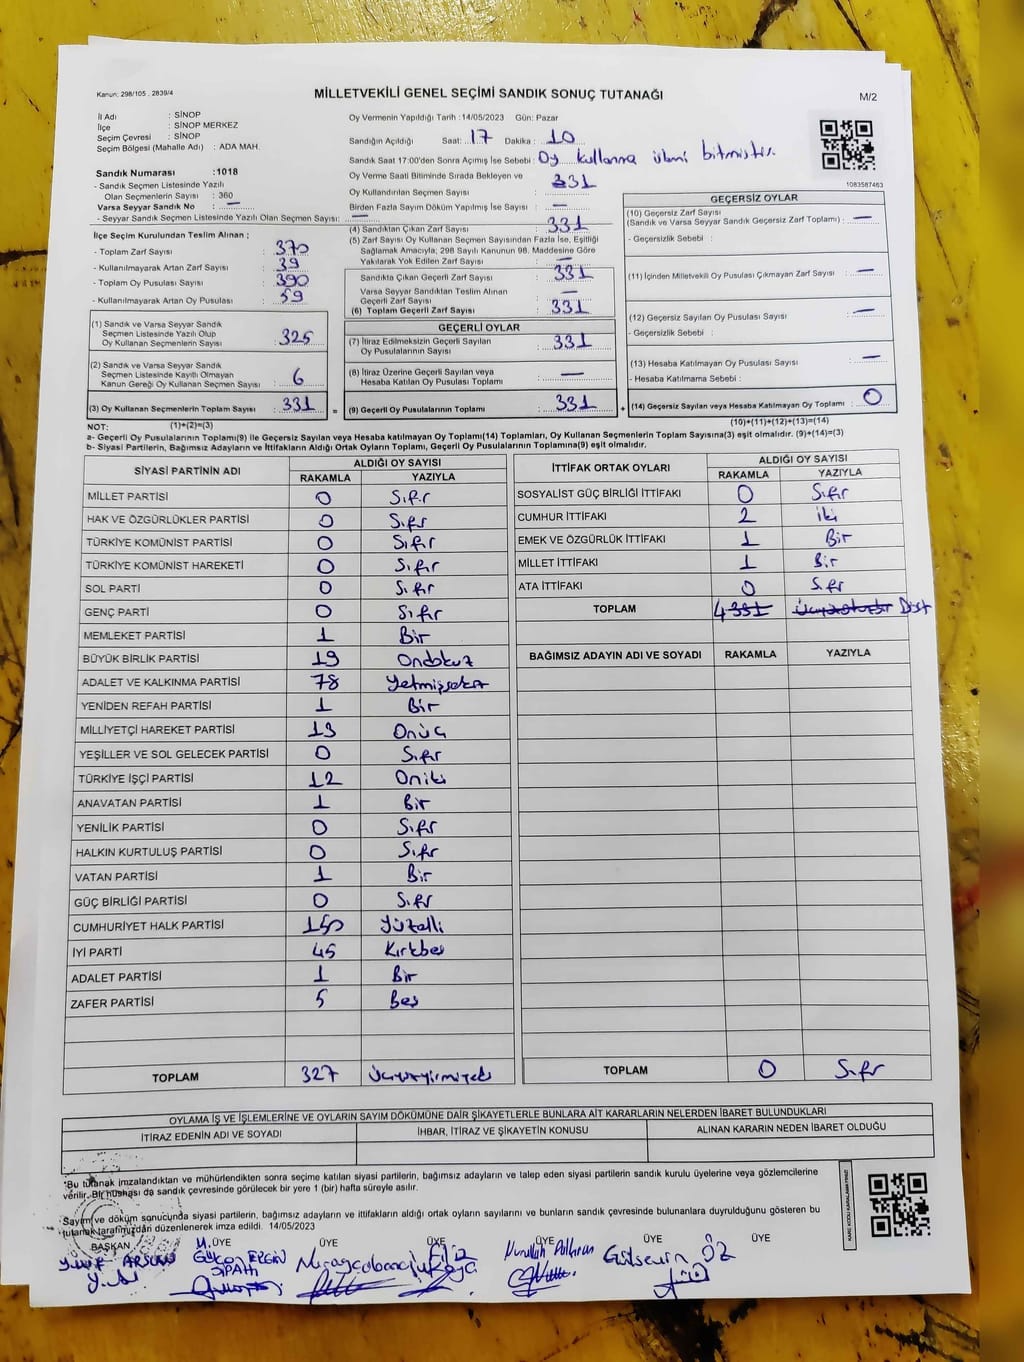 Kanun: 298/105 , 2839/4
MİLLETVEKİLİ GENEL SEÇİMİ SANDIK SONUÇ TUTANAĞI
M/2
İl Adı : SİNOP
İlçe : SİNOP MERKEZ
Seçim Çevresi : SİNOP
Seçim Bölgesi (Mahalle Adı) : ADA MAH.
Sandık Numarası : 1018
- Sandık Seçmen Listesinde Yazılı
Olan Seçmenlerin Sayısı : 360
Varsa Seyyar Sandık No : —
- Seyyar Sandık Seçmen Listesinde Yazılı Olan Seçmen Sayısı: —
Oy Vermenin Yapıldığı Tarih :14/05/2023 Gün: Pazar
Sandığın Açıldığı Saat: 17 Dakika : 10
Sandık Saat 17:00'den Sonra Açımış İse Sebebi : Oy kullanma işlemi bitmiştir.
Oy Verme Saati Bitiminde Sırada Bekleyen ve
Oy Kullandırılan Seçmen Sayısı : 331
Birden Fazla Sayım Döküm Yapılmış İse Sayısı : —
1083587463
İlçe Seçim Kurulundan Teslim Alınan ;
- Toplam Zarf Sayısı : 370
- Kullanılmayarak Artan Zarf Sayısı : 39
- Toplam Oy Pusulası Sayısı : 390
- Kullanılmayarak Artan Oy Pusulası : 59
(4) Sandıktan Çıkan Zarf Sayısı : 331
(5) Zarf Sayısı Oy Kullanan Seçmen Sayısından Fazla İse, Eşitliği
Sağlamak Amacıyla, 298 Sayılı Kanunun 98. Maddesine Göre
Yakılarak Yok Edilen Zarf Sayısı : —
Sandıkta Çıkan Geçerli Zarf Sayısı : 331
Varsa Seyyar Sandıktan Teslim Alınan
Geçerli Zarf Sayısı : —
(6) Toplam Geçerli Zarf Sayısı : 331
GEÇERSİZ OYLAR
(10) Geçersiz Zarf Sayısı
(Sandık ve Varsa Seyyar Sandık Geçersiz Zarf Toplamı) : —
- Geçersizlik Sebebi :
(11) İçinden Milletvekili Oy Pusulası Çıkmayan Zarf Sayısı : —
(12) Geçersiz Sayılan Oy Pusulası Sayısı : —
- Geçersizlik Sebebi :
(13) Hesaba Katılmayan Oy Pusulası Sayısı : —
- Hesaba Katılmama Sebebi :
(14) Geçersiz Sayılan veya Hesaba Katılmayan Oy Toplamı : 0
(1) Sandık ve Varsa Seyyar Sandık
Seçmen Listesinde Yazılı Olup
Oy Kullanan Seçmenlerin Sayısı : 325
(2) Sandık ve Varsa Seyyar Sandık
Seçmen Listesinde Kayıtlı Olmayan
Kanun Gereği Oy Kullanan Seçmen Sayısı : 6
(3) Oy Kullanan Seçmenlerin Toplam Sayısı : 331 =
GEÇERLİ OYLAR
(7) İtiraz Edilmeksizin Geçerli Sayılan
Oy Pusulalarının Sayısı : 331
(8) İtiraz Üzerine Geçerli Sayılan veya
Hesaba Katılan Oy Pusulası Toplamı : —
(9) Geçerli Oy Pusulalarının Toplamı : 331 +
NOT: (1)+(2)=(3) (10)+(11)+(12)+(13)=(14)
a- Geçerli Oy Pusulalarının Toplamı(9) ile Geçersiz Sayılan veya Hesaba Katılmayan Oy Toplamı(14) Toplamları, Oy Kullanan Seçmenlerin Toplam Sayısına(3) eşit olmalıdır. (9)+(14)=(3)
b- Siyasi Partilerin, Bağımsız Adayların ve İttifakların Aldığı Ortak Oyların Toplamı, Geçerli Oy Pusulalarının Toplamına(9) eşit olmalıdır.
SİYASİ PARTİNİN ADI ALDIĞI OY SAYISI
RAKAMLA YAZIYLA
MİLLET PARTİSİ 0 Sıfır
HAK VE ÖZGÜRLÜKLER PARTİSİ 0 Sıfır
TÜRKİYE KOMÜNİST PARTİSİ 0 Sıfır
TÜRKİYE KOMÜNİST HAREKETİ 0 Sıfır
SOL PARTİ 0 Sıfır
GENÇ PARTİ 0 Sıfır
MEMLEKET PARTİSİ 1 Bir
BÜYÜK BİRLİK PARTİSİ 19 Ondokuz
ADALET VE KALKINMA PARTİSİ 78 Yetmişsekiz
YENİDEN REFAH PARTİSİ 1 Bir
MİLLİYETÇİ HAREKET PARTİSİ 13 Onüç
YEŞİLLER VE SOL GELECEK PARTİSİ 0 Sıfır
TÜRKİYE İŞÇİ PARTİSİ 12 Oniki
ANAVATAN PARTİSİ 1 Bir
YENİLİK PARTİSİ 0 Sıfır
HALKIN KURTULUŞ PARTİSİ 0 Sıfır
VATAN PARTİSİ 1 Bir
GÜÇ BİRLİĞİ PARTİSİ 0 Sıfır
CUMHURİYET HALK PARTİSİ 150 Yüzelli
İYİ PARTİ 45 Kırkbeş
ADALET PARTİSİ 1 Bir
ZAFER PARTİSİ 5 Beş
TOPLAM 327 Üçyüzyirmiyedi
İTTİFAK ORTAK OYLARI ALDIĞI OY SAYISI
RAKAMLA YAZIYLA
SOSYALİST GÜÇ BİRLİĞİ İTTİFAKI 0 Sıfır
CUMHUR İTTİFAKI 2 İki
EMEK VE ÖZGÜRLÜK İTTİFAKI 1 Bir
MİLLET İTTİFAKI 1 Bir
ATA İTTİFAKI 0 Sıfır
TOPLAM 4 331 Dört
BAĞIMSIZ ADAYIN ADI VE SOYADI RAKAMLA YAZIYLA
TOPLAM 0 Sıfır
OYLAMA İŞ VE İŞLEMLERİNE VE OYLARIN SAYIM DÖKÜMÜNE DAİR ŞİKAYETLERLE BUNLARA AİT KARARLARIN NELERDEN İBARET BULUNDUKLARI
İTİRAZ EDENİN ADI VE SOYADI İHBAR, İTİRAZ VE ŞİKAYETİN KONUSU ALINAN KARARIN NEDEN İBARET OLDUĞU
*Bu tutanak imzalandıktan ve mühürlendikten sonra seçime katılan siyasi partilerin, bağımsız adayların ve talep eden siyasi partilerin sandık kurulu üyelerine veya gözlemcilerine
verilir. Bir nüshası da sandık çevresinde görülecek bir yere 1 (bir) hafta süreyle asılır.
Sayım ve döküm sonucunda siyasi partilerin, bağımsız adayların ve ittifakların aldığı ortak oyların sayılarını ve bunların sandık çevresinde bulunanlara duyrulduğunu gösteren bu
tutanak tarafımızdan düzenlenerek imza edildi. 14/05/2023
KARE KODU KARALAMAYINIZ!
BAŞKAN ÜYE ÜYE ÜYE ÜYE ÜYE ÜYE
Gülseren ÖZ